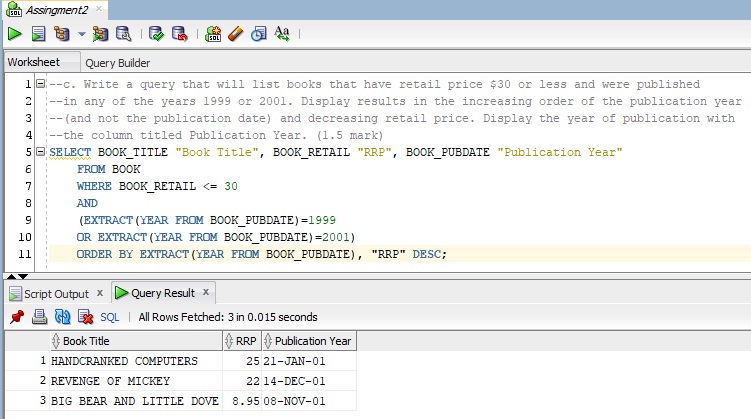 Assingment2
Worksheet Query Builder
1 --c. Write a query that will list books that have retail price $30 or less and were published
2 --in any of the years 1999 or 2001. Display results in the increasing order of the publication year
3 --(and not the publication date) and decreasing retail price. Display the year of publication with
4 --the column titled Publication Year. (1.5 mark)
5 SELECT BOOK_TITLE "Book Title", BOOK_RETAIL "RRP", BOOK_PUBDATE "Publication Year"
6 FROM BOOK
7 WHERE BOOK_RETAIL <= 30
8 AND
9 (EXTRACT(YEAR FROM BOOK_PUBDATE)=1999
10 OR EXTRACT(YEAR FROM BOOK_PUBDATE)=2001)
11 ORDER BY EXTRACT(YEAR FROM BOOK_PUBDATE), "RRP" DESC;
Script Output x Query Result x
SQL | All Rows Fetched: 3 in 0.015 seconds
Book Title RRP Publication Year
1 HANDCRANKED COMPUTERS 25 21-JAN-01
2 REVENGE OF MICKEY 22 14-DEC-01
3 BIG BEAR AND LITTLE DOVE 8.95 08-NOV-01